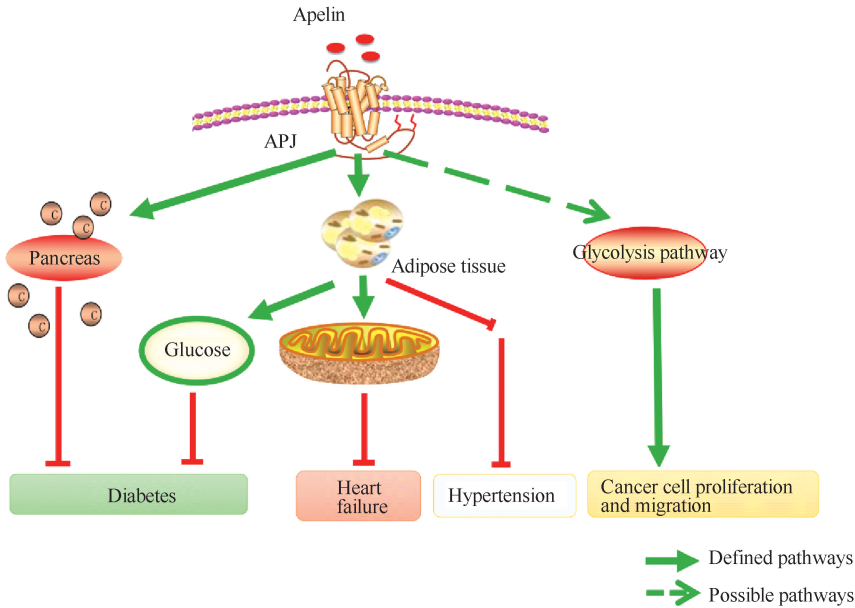 Apelin
APJ
C
C
C
Pancreas
Adipose tissue
Glycolysis pathway
C
C
C
Glucose
Diabetes
Heart
failure
Hypertension
Cancer cell proliferation
and migration
Defined pathways
Possible pathways